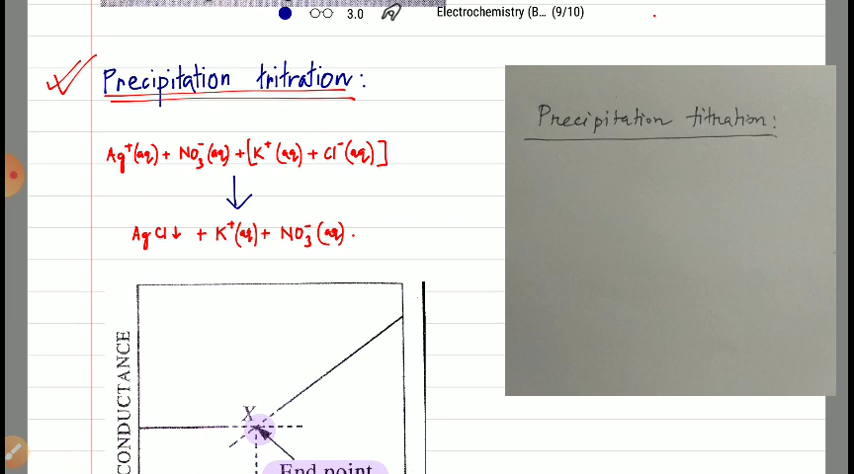 3.0
Electrochemistry (B... (9/10)
Precipitation tritration:
Ag⁺(aq) + NO₃⁻(aq) + [K⁺(aq) + Cl⁻(aq)]
AgCl↓ + K⁺(aq) + NO₃⁻(aq).
CONDUCTANCE
X
End point
Precipitation titration: